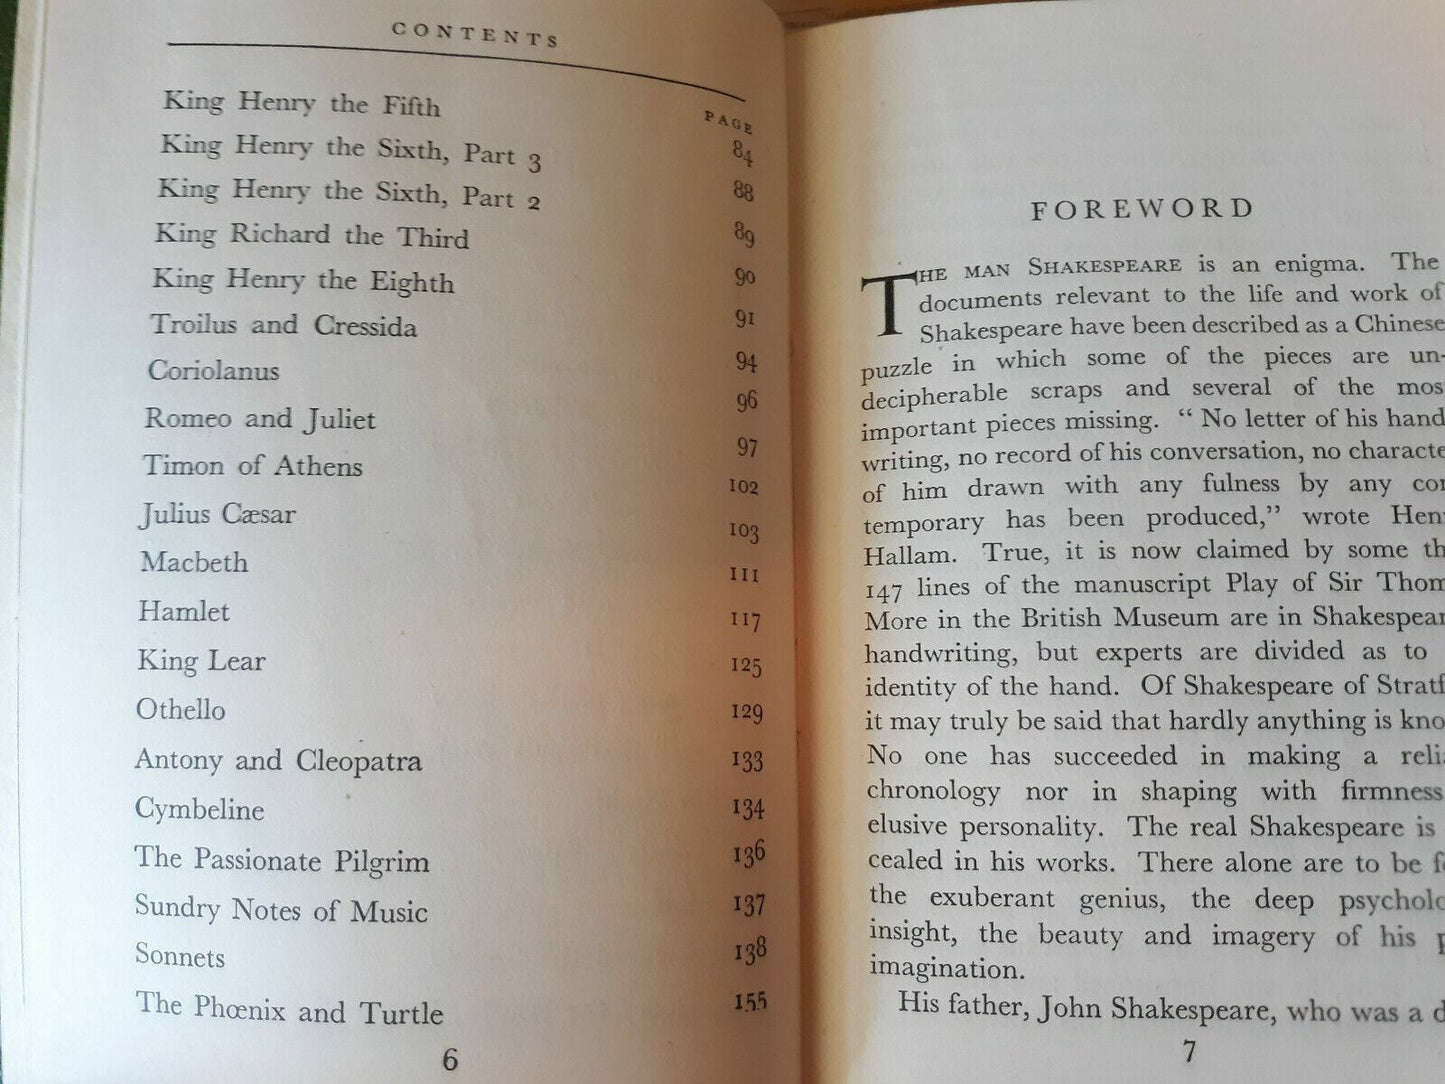 CONTENTS
PAGE
King Henry the Fifth 84
King Henry the Sixth, Part 3 88
King Henry the Sixth, Part 2 89
King Richard the Third 90
King Henry the Eighth 91
Troilus and Cressida 94
Coriolanus 96
Romeo and Juliet 97
Timon of Athens 102
Julius Cæsar 103
Macbeth 111
Hamlet 117
King Lear 125
Othello 129
Antony and Cleopatra 133
Cymbeline 134
The Passionate Pilgrim 136
Sundry Notes of Music 137
Sonnets 138
The Phœnix and Turtle 155
6
FOREWORD
THE MAN SHAKESPEARE is an enigma. The
documents relevant to the life and work of
Shakespeare have been described as a Chinese
puzzle in which some of the pieces are un-
decipherable scraps and several of the mos
important pieces missing. “ No letter of his hand
writing, no record of his conversation, no characte
of him drawn with any fulness by any con
temporary has been produced,” wrote Hen
Hallam. True, it is now claimed by some th
147 lines of the manuscript Play of Sir Thom
More in the British Museum are in Shakespear
handwriting, but experts are divided as to
identity of the hand. Of Shakespeare of Stratf
it may truly be said that hardly anything is kno
No one has succeeded in making a reli
chronology nor in shaping with firmness
elusive personality. The real Shakespeare is
cealed in his works. There alone are to be f
the exuberant genius, the deep psycholo
insight, the beauty and imagery of his p
imagination.
His father, John Shakespeare, who was a d
7